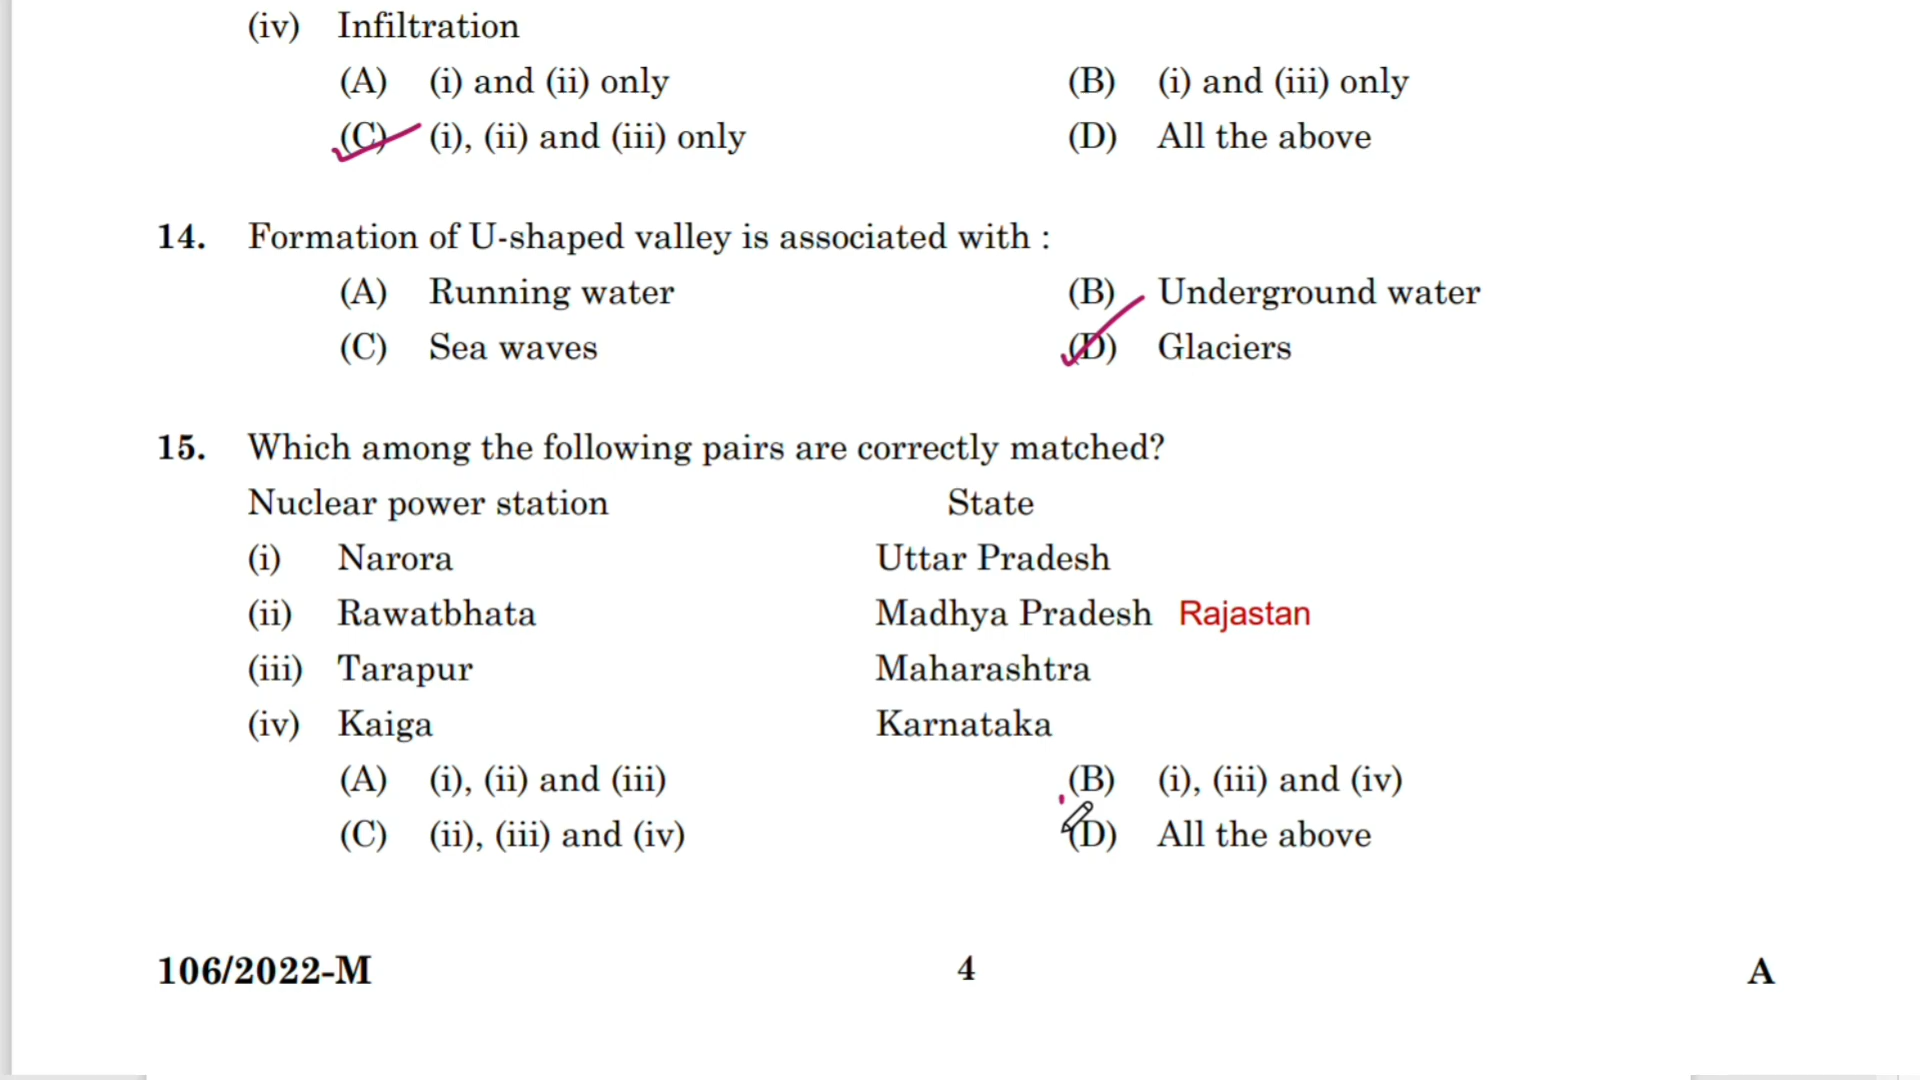 (iv) Infiltration
(A) (i) and (ii) only (B) (i) and (iii) only
(C) (i), (ii) and (iii) only (D) All the above
14. Formation of U-shaped valley is associated with :
(A) Running water (B) Underground water
(C) Sea waves (D) Glaciers
15. Which among the following pairs are correctly matched?
Nuclear power station State
(i) Narora Uttar Pradesh
(ii) Rawatbhata Madhya Pradesh Rajastan
(iii) Tarapur Maharashtra
(iv) Kaiga Karnataka
(A) (i), (ii) and (iii) (B) (i), (iii) and (iv)
(C) (ii), (iii) and (iv) (D) All the above
106/2022-M 4 A